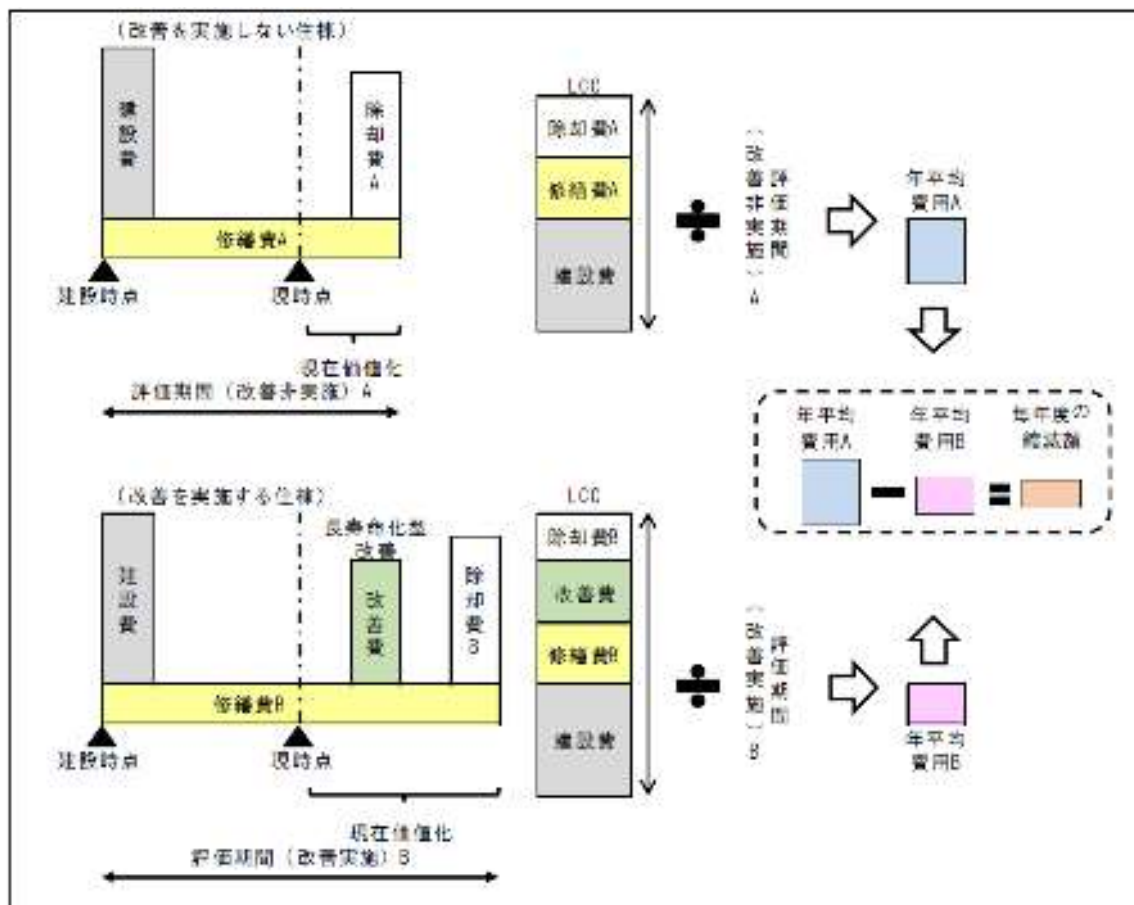 (改善を実施しない住棟)
建設費
除却費A
修繕費A
建設時点
現時点
現在価値化
評価期間(改善非実施)A
LCC
除却費A
修繕費A
建設費
÷
評価期間
(改善非実施)A
年平均
費用A
年平均
費用A
年平均
費用B
毎年度の
縮減額
(改善を実施する住棟)
建設費
長寿命化型
改善
改善費
除却費B
修繕費B
建設時点
現時点
現在価値化
評価期間(改善実施)B
LCC
除却費B
改善費
修繕費B
建設費
÷
評価期間
(改善実施)B
年平均
費用B